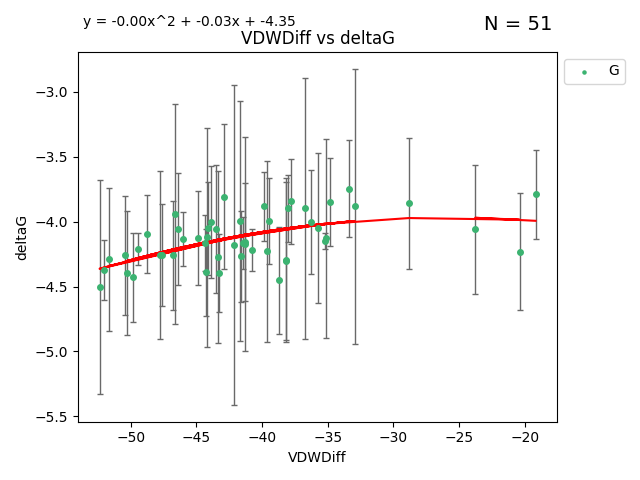 y = -0.00x^2 + -0.03x + -4.35
N = 51
VDWDiff vs deltaG
G
deltaG
−3.0
−3.5
−4.0
−4.5
−5.0
−5.5
−50
−45
−40
−35
−30
−25
−20
VDWDiff